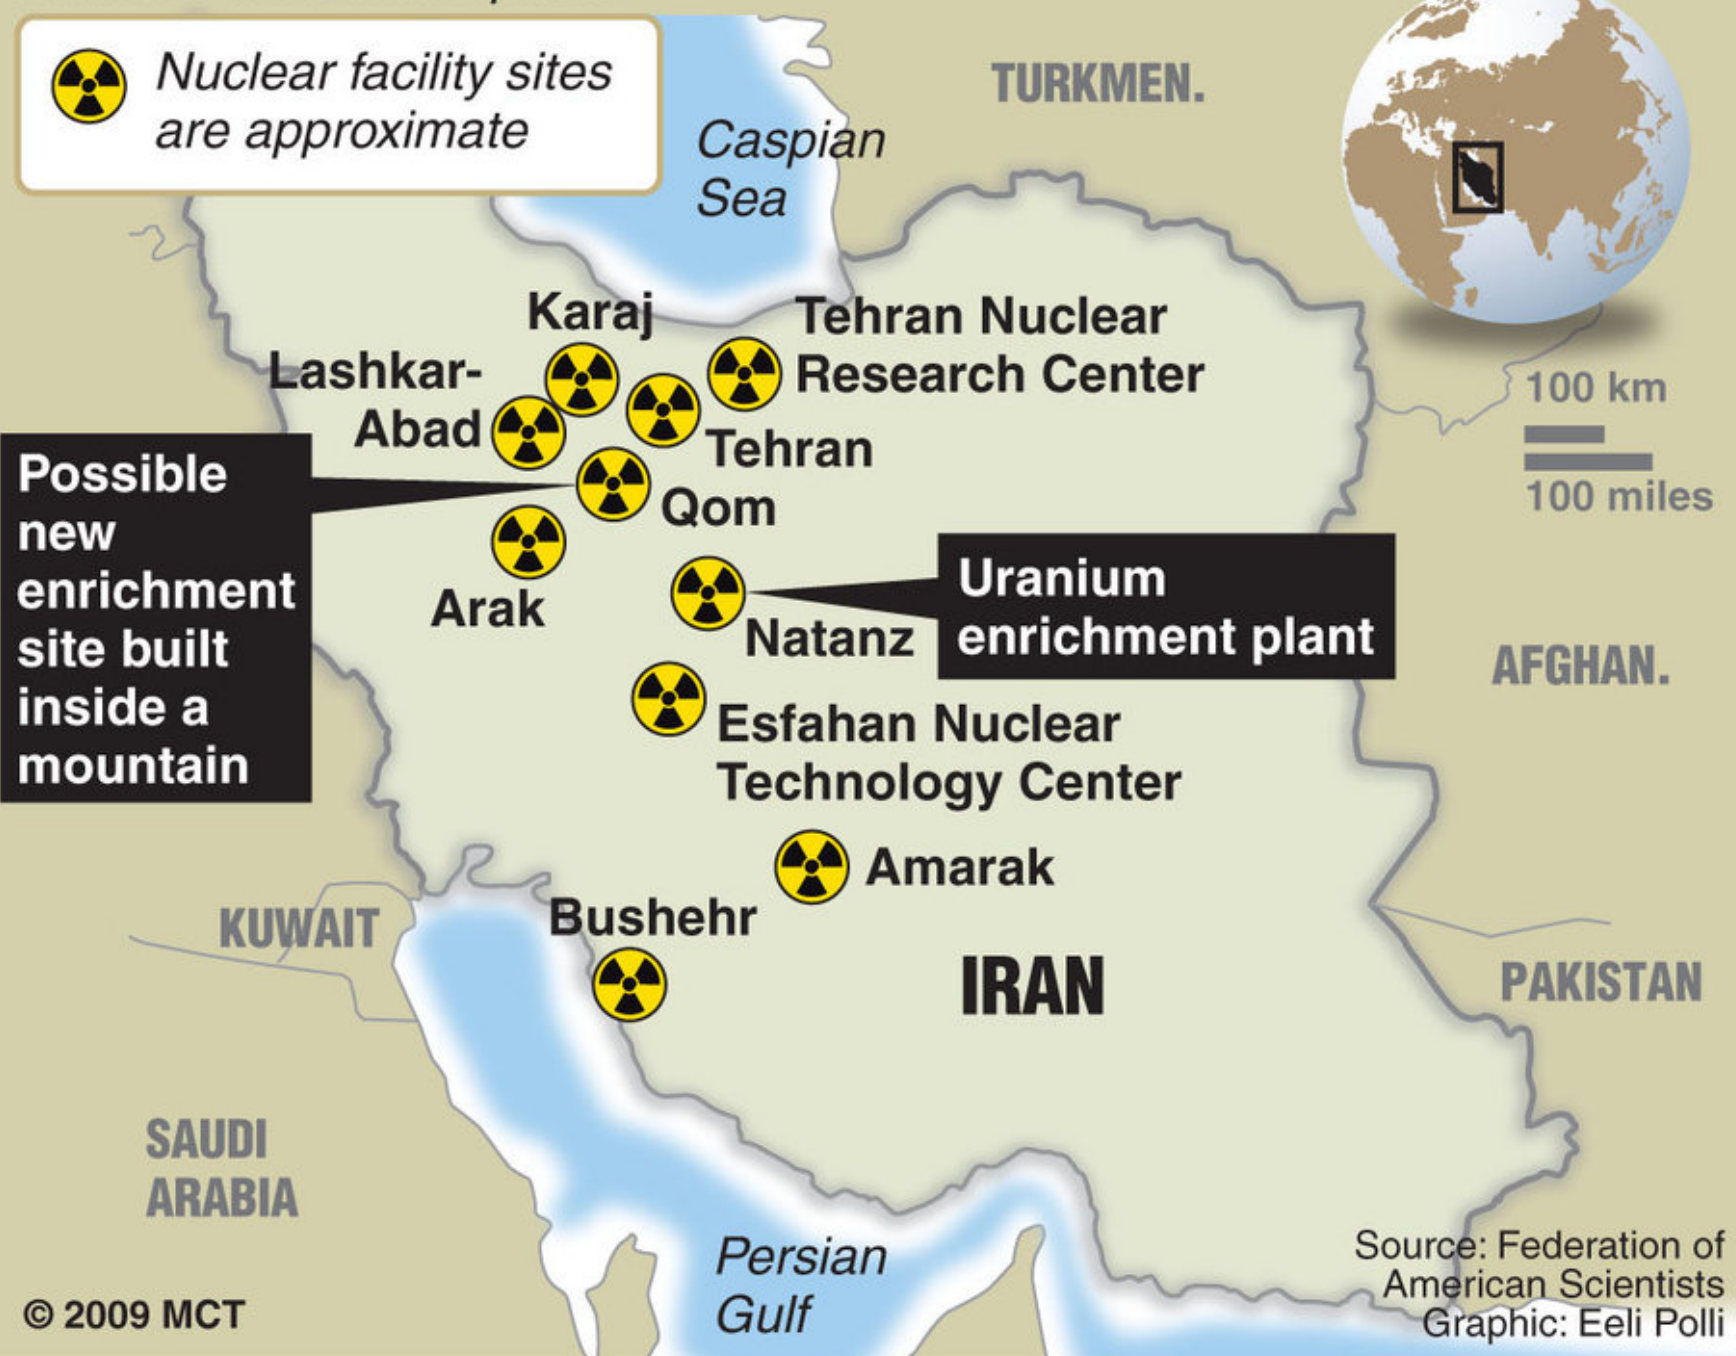 Nuclear facility sites
are approximate
TURKMEN.
Caspian
Sea
Karaj
Tehran Nuclear
Research Center
Lashkar-
Abad
Tehran
100 km
100 miles
Possible
new
enrichment
site built
inside a
mountain
Qom
Arak
Uranium
enrichment plant
Natanz
AFGHAN.
Esfahan Nuclear
Technology Center
Amarak
Bushehr
KUWAIT
IRAN
PAKISTAN
SAUDI
ARABIA
Persian
Gulf
Source: Federation of
American Scientists
Graphic: Eeli Polli
© 2009 MCT